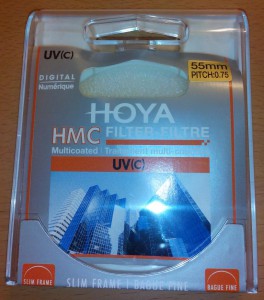 UV(C)
DIGITAL
Numérique
55mm
PITCH:0.75
HOYA
HMC FILTER-FILTRE
Multicoated
UV(C)
SLIM FRAME
SLIM FRAME | BAGUE FINE
BAGUE FINE